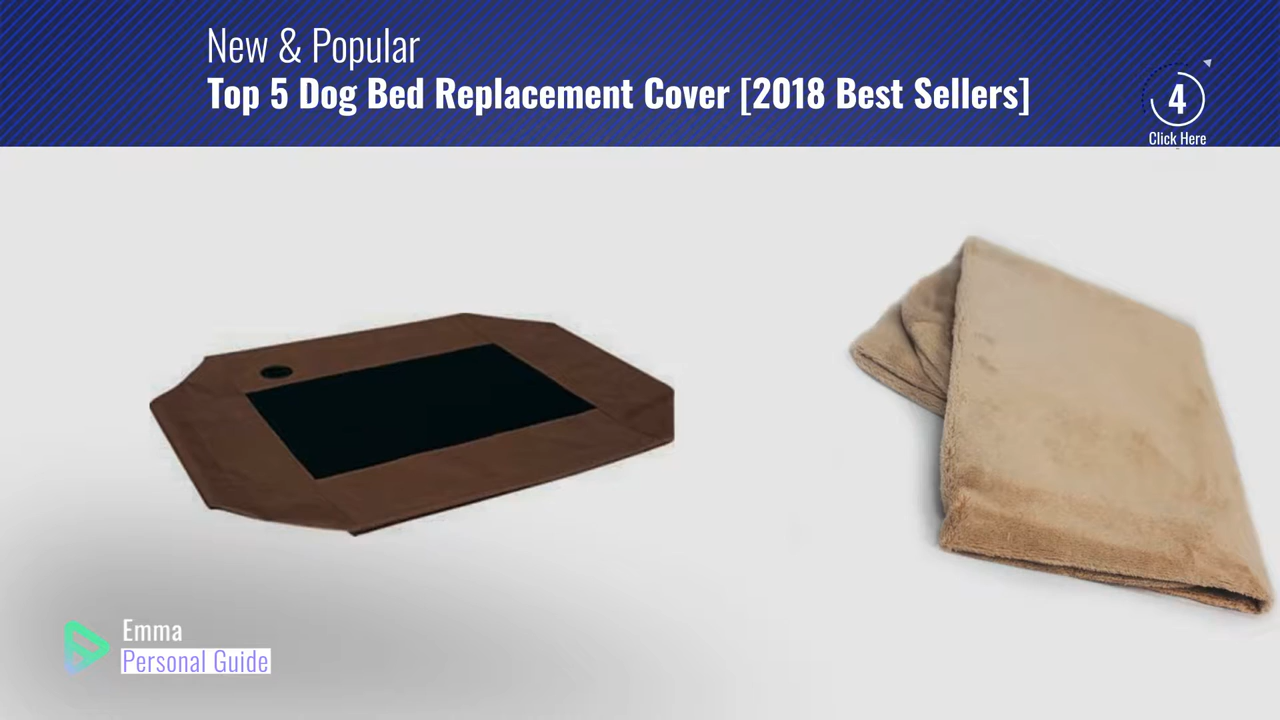 New & Popular
Top 5 Dog Bed Replacement Cover [2018 Best Sellers]
4
Click Here
Emma
Personal Guide